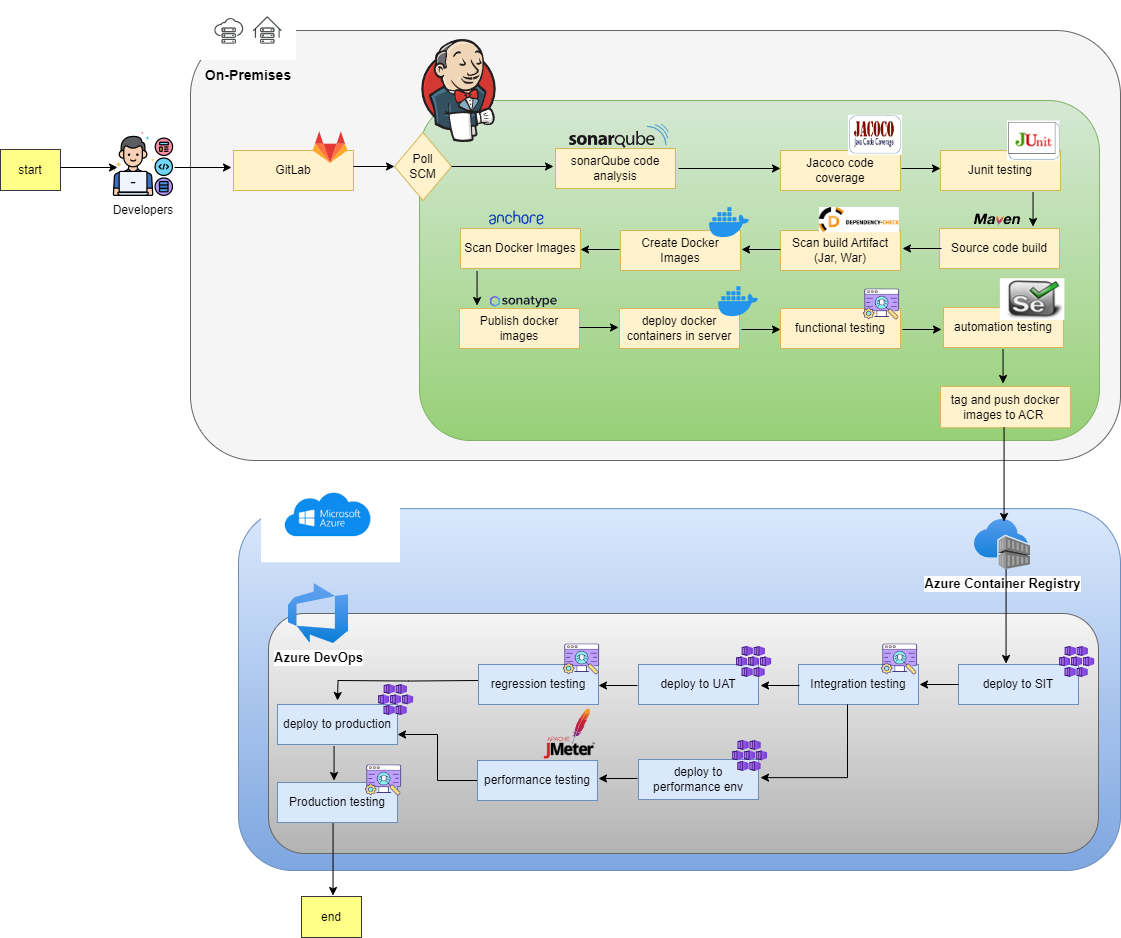 On-Premises
start
Developers
GitLab
Poll
SCM
sonarQube
sonarQube code
analysis
JACOCO
Java Code Coverage
Jacoco code
coverage
JUnit
Junit testing
Maven
Source code build
DEPENDENCY-CHECK
Scan build Artifact
(Jar, War)
Create Docker
Images
anchore
Scan Docker Images
sonatype
Publish docker
images
deploy docker
containers in server
functional testing
Se
automation testing
tag and push docker
images to ACR
Microsoft
Azure
Azure Container Registry
Azure DevOps
deploy to SIT
Integration testing
deploy to UAT
regression testing
deploy to production
deploy to
performance env
APACHE
JMeter
performance testing
Production testing
end